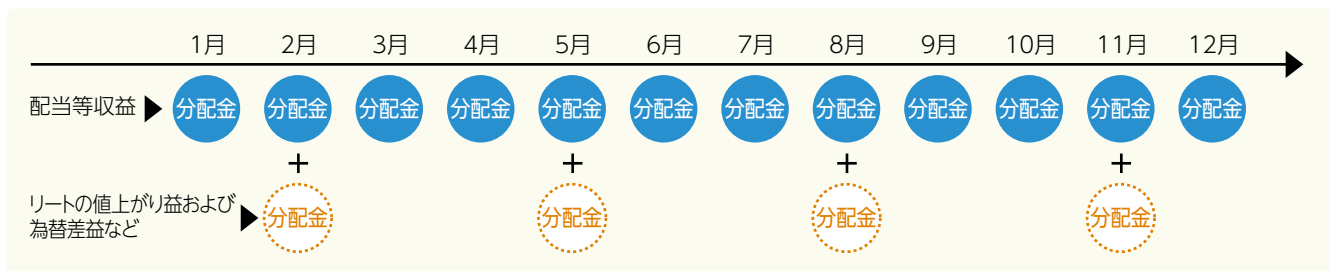 1月 2月 3月 4月 5月 6月 7月 8月 9月 10月 11月 12月
配当等収益 分配金 分配金 分配金 分配金 分配金 分配金 分配金 分配金 分配金 分配金 分配金 分配金
+ + + +
リートの値上がり益および
為替差益など
分配金 分配金 分配金 分配金